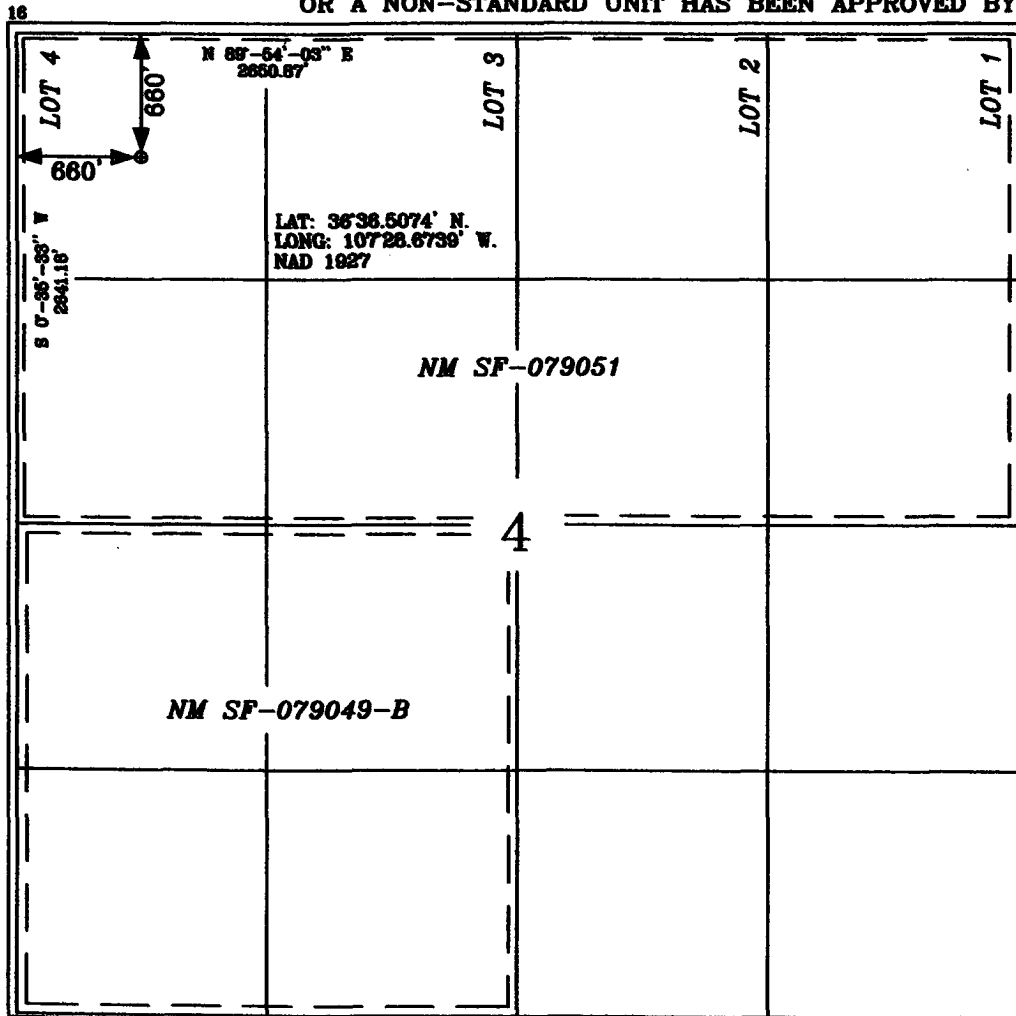 OR A NON-STANDARD UNIT HAS BEEN APPROVED BY
16
LOT 4
660'
N 89°-54'-03" E
2650.87'
LOT 3
LOT 2
LOT 1
660'
LAT: 36°38.5074' N.
LONG: 107°28.6739' W.
NAD 1927
S 0°-35'-33" W
2641.18'
NM SF-079051
4
NM SF-079049-B